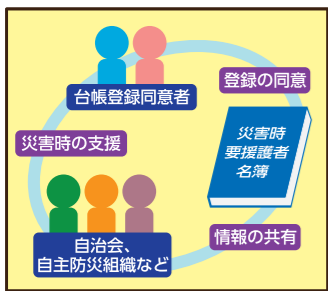 台帳登録同意者
登録の同意
災害時
要援護者
名簿
災害時の支援
情報の共有
自治会、
自主防災組織など